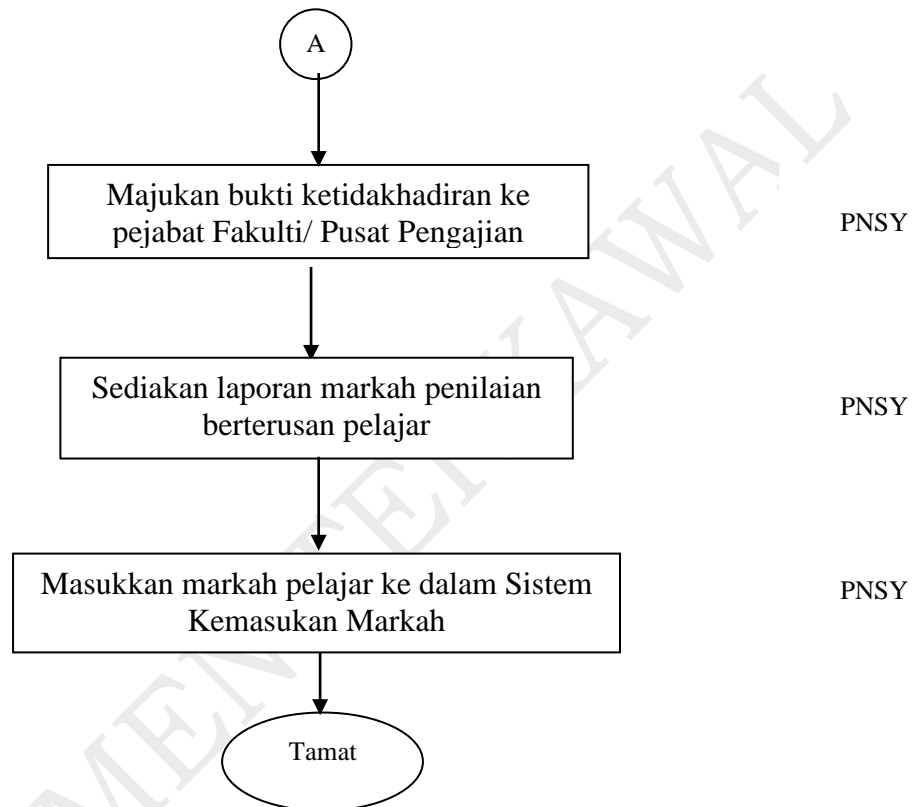 A
Majukan bukti ketidakhadiran ke
pejabat Fakulti/ Pusat Pengajian
PNSY
Sediakan laporan markah penilaian
berterusan pelajar
PNSY
Masukkan markah pelajar ke dalam Sistem
Kemasukan Markah
PNSY
Tamat